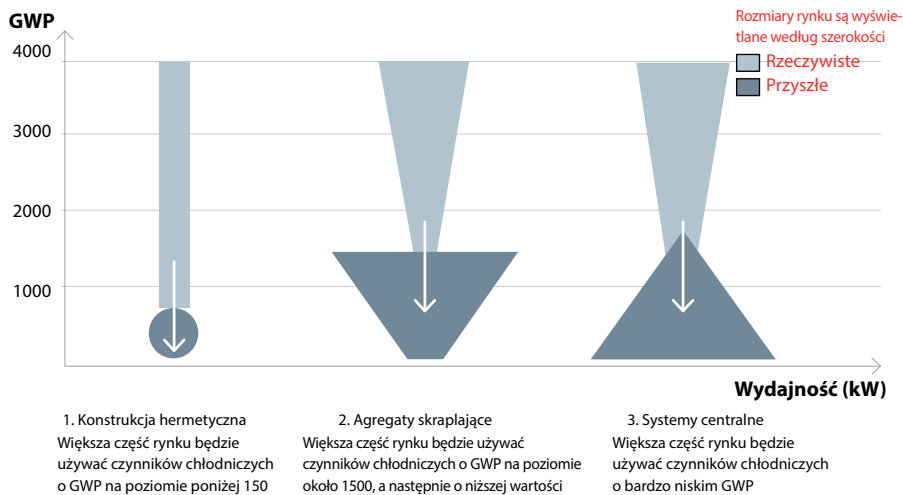 GWP
4000
3000
2000
1000
Rozmiary rynku są wyświe-
tlane według szerokości
Rzeczywiste
Przyszłe
Wydajność (kW)
1. Konstrukcja hermetyczna
Większa część rynku będzie
używać czynników chłodniczych
o GWP na poziomie poniżej 150
2. Agregaty skraplające
Większa część rynku będzie używać
czynników chłodniczych o GWP na poziomie
około 1500, a następnie o niższej wartości
3. Systemy centralne
Większa część rynku będzie
używać czynników chłodniczych
o bardzo niskim GWP